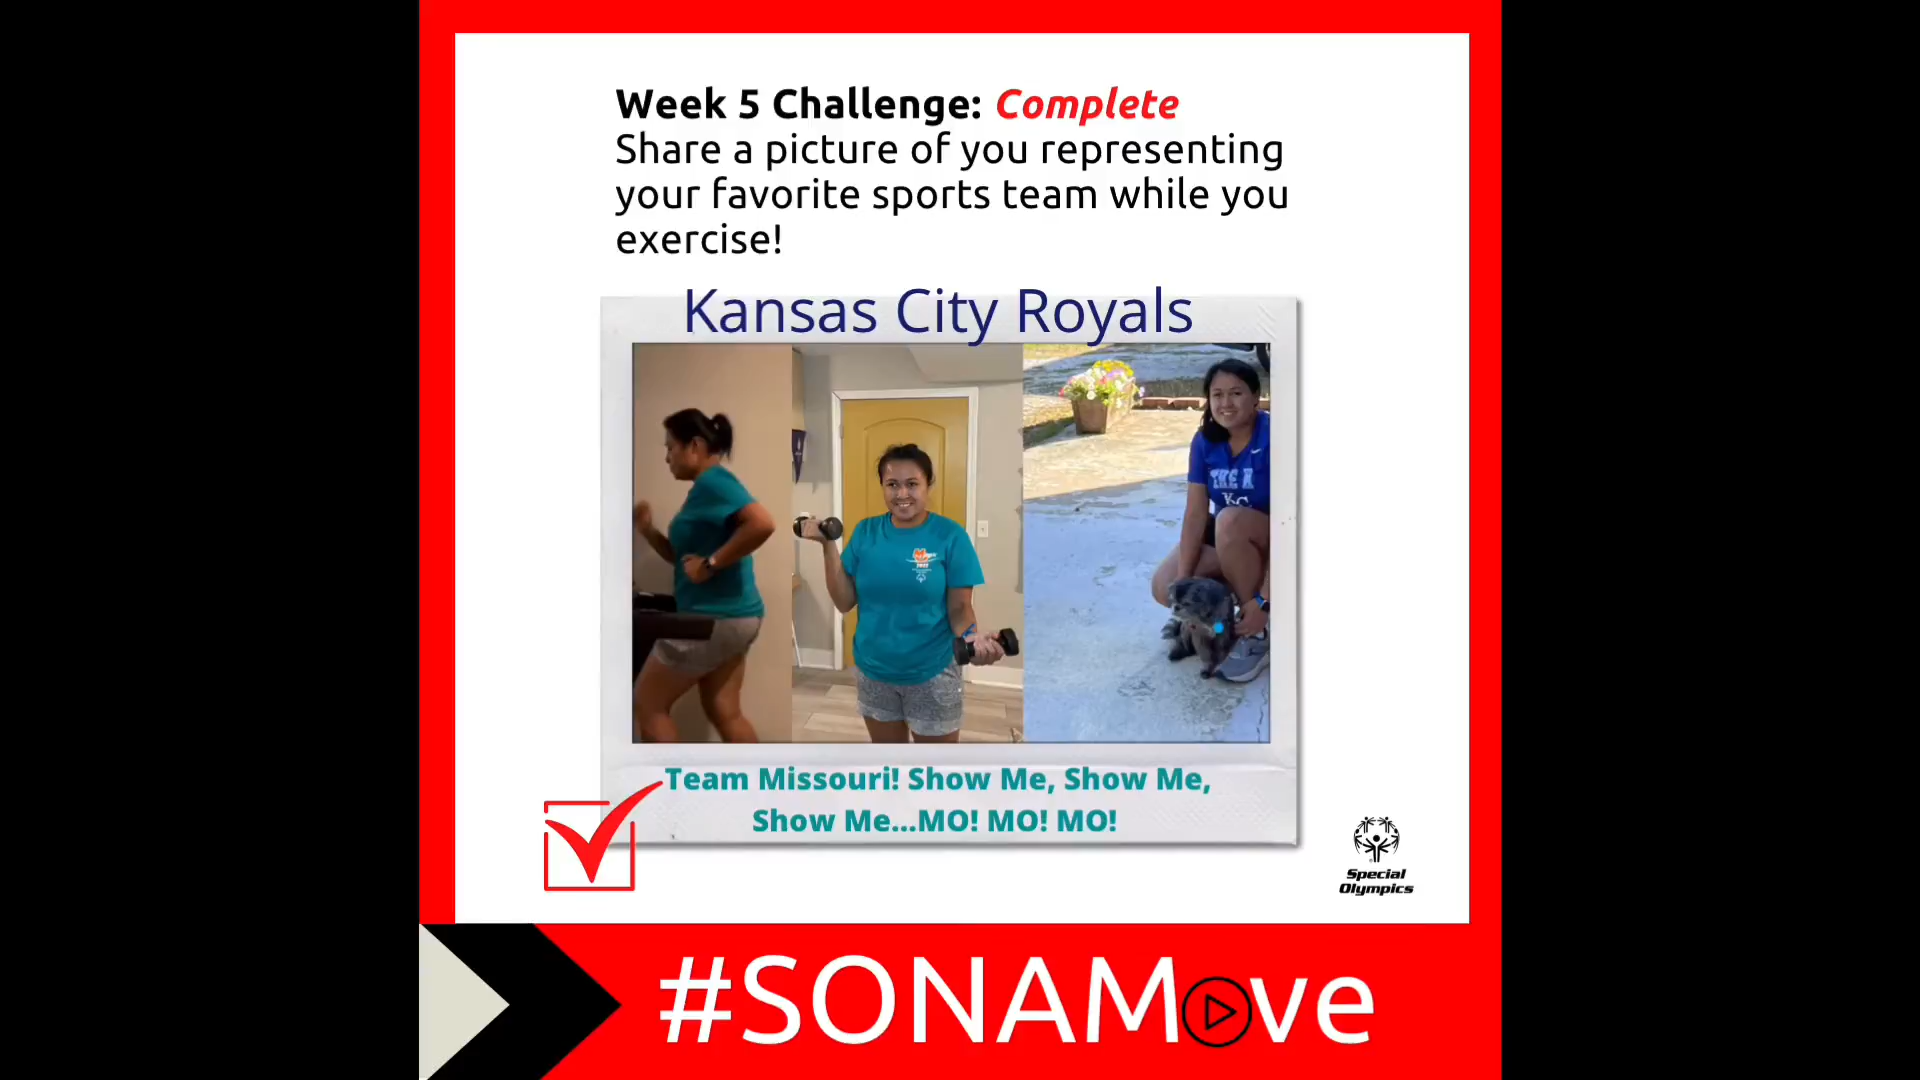 Week 5 Challenge: Complete
Share a picture of you representing
your favorite sports team while you
exercise!
Kansas City Royals
KC
Team Missouri! Show Me, Show Me,
Show Me...MO! MO! MO!
Special
Olympics
#SONAMove